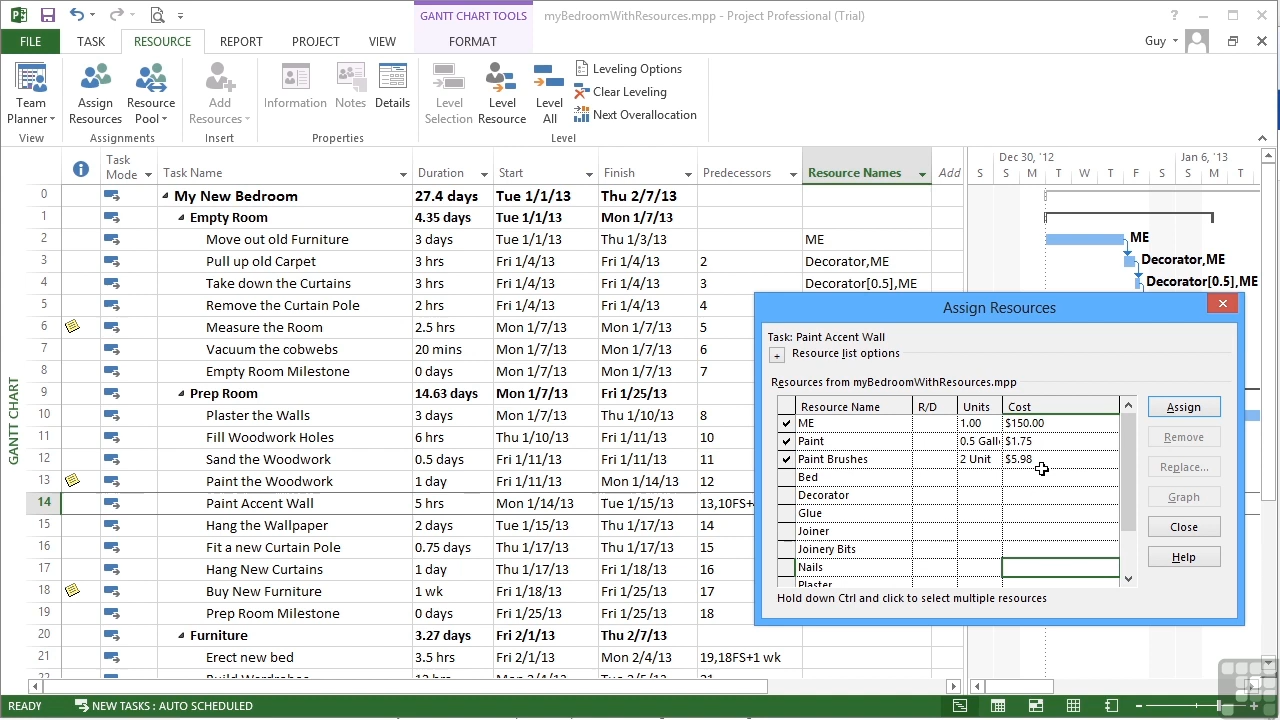 GANTT CHART TOOLS
myBedroomWithResources.mpp - Project Professional (Trial)
?
FILE TASK RESOURCE REPORT PROJECT VIEW FORMAT Guy
Team Planner
Assign Resources
Resource Pool
Add Resources
Information
Notes
Details
Level Selection
Level Resource
Level All
Leveling Options
Clear Leveling
Next Overallocation
View Assignments Insert Properties Level
Task Mode Task Name Duration Start Finish Predecessors Resource Names Add
Dec 30, '12 Jan 6, '13
S S M T W T F S S M T
0 My New Bedroom 27.4 days Tue 1/1/13 Thu 2/7/13
1 Empty Room 4.35 days Tue 1/1/13 Mon 1/7/13
2 Move out old Furniture 3 days Tue 1/1/13 Thu 1/3/13 ME ME
3 Pull up old Carpet 3 hrs Fri 1/4/13 Fri 1/4/13 2 Decorator,ME Decorator,ME
4 Take down the Curtains 3 hrs Fri 1/4/13 Fri 1/4/13 3 Decorator[0.5],ME Decorator[0.5],ME
5 Remove the Curtain Pole 2 hrs Fri 1/4/13 Fri 1/4/13 4
6 Measure the Room 2.5 hrs Mon 1/7/13 Mon 1/7/13 5
7 Vacuum the cobwebs 20 mins Mon 1/7/13 Mon 1/7/13 6
8 Empty Room Milestone 0 days Mon 1/7/13 Mon 1/7/13 7
9 Prep Room 14.63 days Mon 1/7/13 Fri 1/25/13
10 Plaster the Walls 3 days Mon 1/7/13 Thu 1/10/13 8
11 Fill Woodwork Holes 6 hrs Thu 1/10/13 Fri 1/11/13 10
12 Sand the Woodwork 0.5 days Fri 1/11/13 Fri 1/11/13 11
13 Paint the Woodwork 1 day Fri 1/11/13 Mon 1/14/13 12
14 Paint Accent Wall 5 hrs Mon 1/14/13 Tue 1/15/13 13,10FS+
15 Hang the Wallpaper 2 days Tue 1/15/13 Thu 1/17/13 14
16 Fit a new Curtain Pole 0.75 days Thu 1/17/13 Thu 1/17/13 15
17 Hang New Curtains 1 day Thu 1/17/13 Fri 1/18/13 16
18 Buy New Furniture 1 wk Fri 1/18/13 Fri 1/25/13 17
19 Prep Room Milestone 0 days Fri 1/25/13 Fri 1/25/13 18
20 Furniture 3.27 days Fri 2/1/13 Thu 2/7/13
21 Erect new bed 3.5 hrs Fri 2/1/13 Mon 2/4/13 19,18FS+1 wk
GANTT CHART
Assign Resources
Task: Paint Accent Wall
+ Resource list options
Resources from myBedroomWithResources.mpp
Resource Name R/D Units Cost
ME 1.00 $150.00
Paint 0.5 Gall $1.75
Paint Brushes 2 Unit $5.98
Bed
Decorator
Glue
Joiner
Joinery Bits
Nails
Plaster
Assign
Remove
Replace...
Graph
Close
Help
Hold down Ctrl and click to select multiple resources
READY NEW TASKS : AUTO SCHEDULED